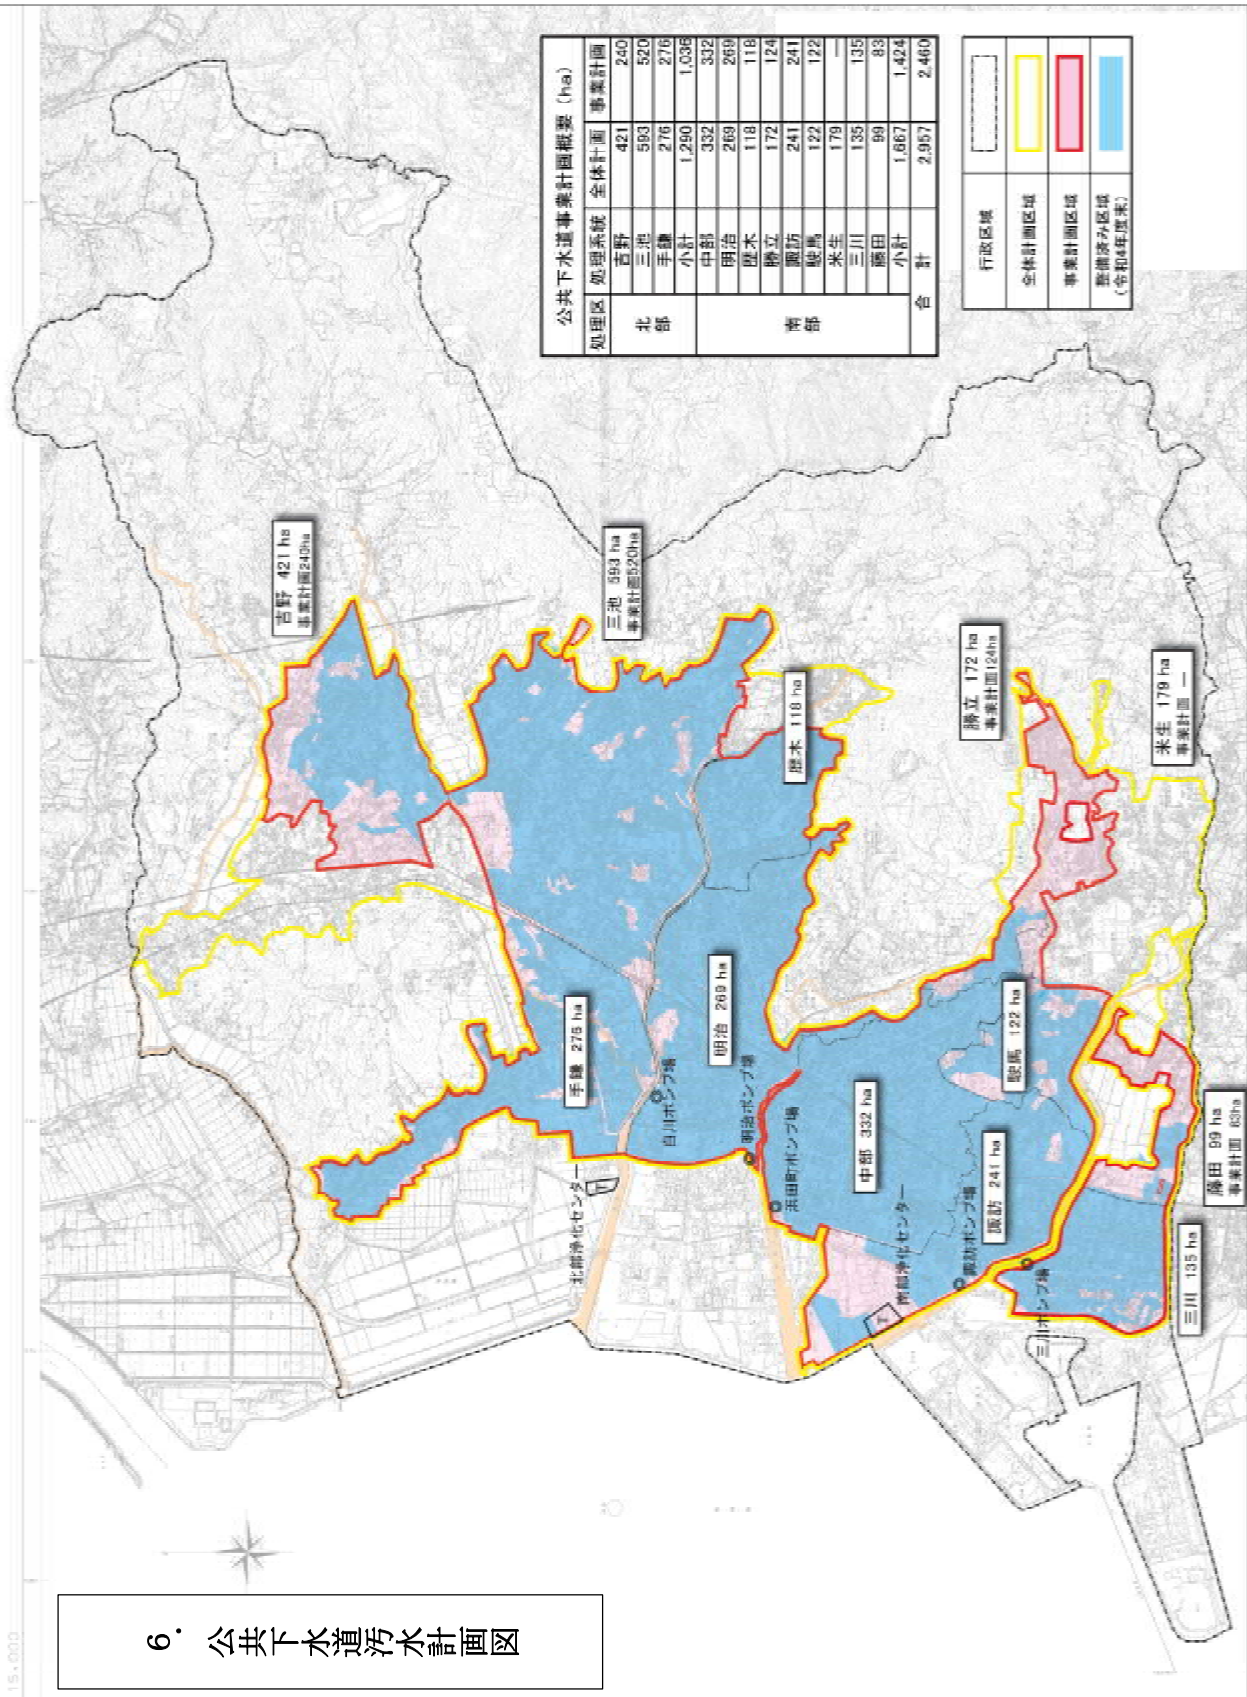 6. 公共下水道汚水計画図
公共下水道事業計画概要 (ha)
処理区 処理系統 全体計画 事業計画
北部 吉野 421 240
三池 593 520
手鎌 276 276
小計 1,290 1,036
南部 中部 332 332
明治 269 269
歴木 118 118
勝立 172 124
諏訪 241 241
駛馬 122 122
米生 179 —
三川 135 135
藤田 99 83
小計 1,667 1,424
合計 2,957 2,460
行政区域
全体計画区域
事業計画区域
整備済み区域
(令和4年度末)
吉野 421 ha
事業計画240ha
三池 593 ha
事業計画520ha
歴木 118 ha
勝立 172 ha
事業計画124ha
米生 179 ha
事業計画 —
手鎌 276 ha
明治 269 ha
駛馬 122 ha
中部 332 ha
諏訪 241 ha
藤田 99 ha
事業計画 83ha
三川 135 ha
白川ポンプ場
明治ポンプ場
浜田町ポンプ場
北部浄化センター
南部浄化センター
諏訪ポンプ場
三川ポンプ場
15,000